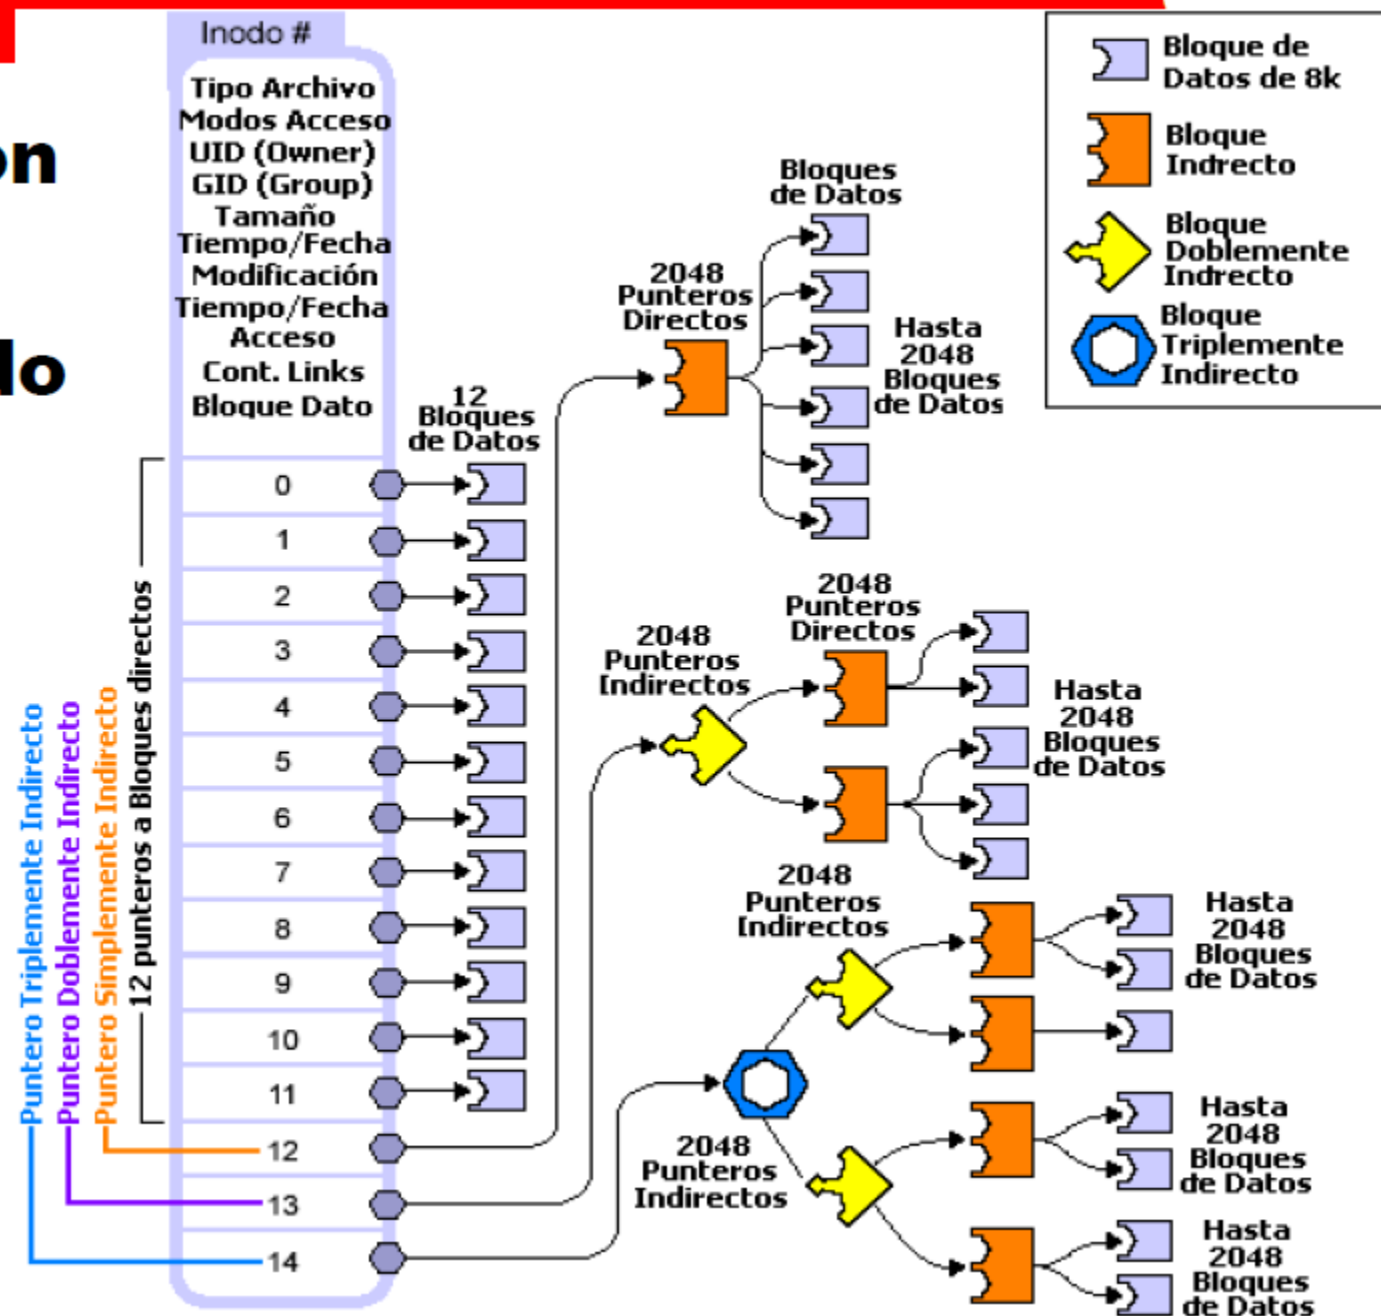 Inodo #
Tipo Archivo
Modos Acceso
UID (Owner)
GID (Group)
Tamaño
Tiempo/Fecha
Modificación
Tiempo/Fecha
Acceso
Cont. Links
Bloque Dato
on
do
12
Bloques
de Datos
0
1
2
3
4
5
6
7
8
9
10
11
12
13
14
12 punteros a Bloques directos
Puntero Simplemente Indirecto
Puntero Doblemente Indirecto
Puntero Triplemente Indirecto
2048
Punteros
Directos
Bloques
de Datos
Hasta
2048
Bloques
de Datos
2048
Punteros
Indirectos
2048
Punteros
Directos
Hasta
2048
Bloques
de Datos
2048
Punteros
Indirectos
2048
Punteros
Indirectos
Hasta
2048
Bloques
de Datos
Hasta
2048
Bloques
de Datos
Hasta
2048
Bloques
de Datos
Bloque de
Datos de 8k
Bloque
Indrecto
Bloque
Doblemente
Indrecto
Bloque
Triplemente
Indirecto